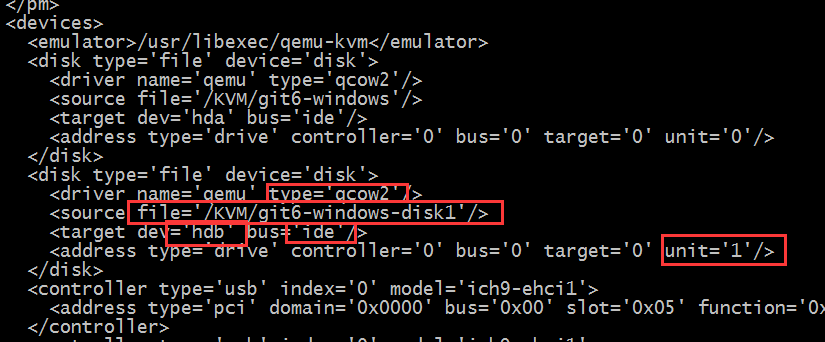 </pm>
<devices>
<emulator>/usr/libexec/qemu-kvm</emulator>
<disk type='file' device='disk'>
<driver name='qemu' type='qcow2'/>
<source file='/KVM/git6-windows'/>
<target dev='hda' bus='ide'/>
<address type='drive' controller='0' bus='0' target='0' unit='0'/>
</disk>
<disk type='file' device='disk'>
<driver name='qemu' type='qcow2'/>
<source file='/KVM/git6-windows-disk1'/>
<target dev='hdb' bus='ide'/>
<address type='drive' controller='0' bus='0' target='0' unit='1'/>
</disk>
<controller type='usb' index='0' model='ich9-ehci1'>
<address type='pci' domain='0x0000' bus='0x00' slot='0x05' function='0x
</controller>